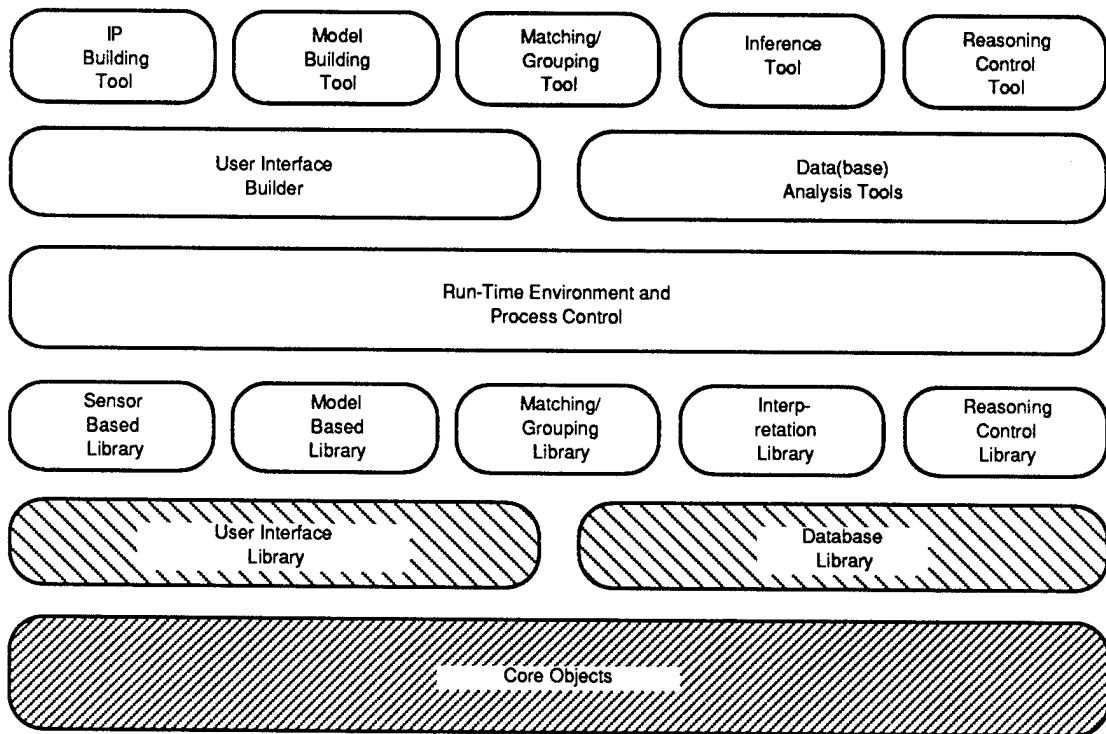 IP
Building
Tool
Model
Building
Tool
Matching/
Grouping
Tool
Inference
Tool
Reasoning
Control
Tool
User Interface
Builder
Data(base)
Analysis Tools
Run-Time Environment and
Process Control
Sensor
Based
Library
Model
Based
Library
Matching/
Grouping
Library
Interp-
retation
Library
Reasoning
Control
Library
User Interface
Library
Database
Library
Core Objects